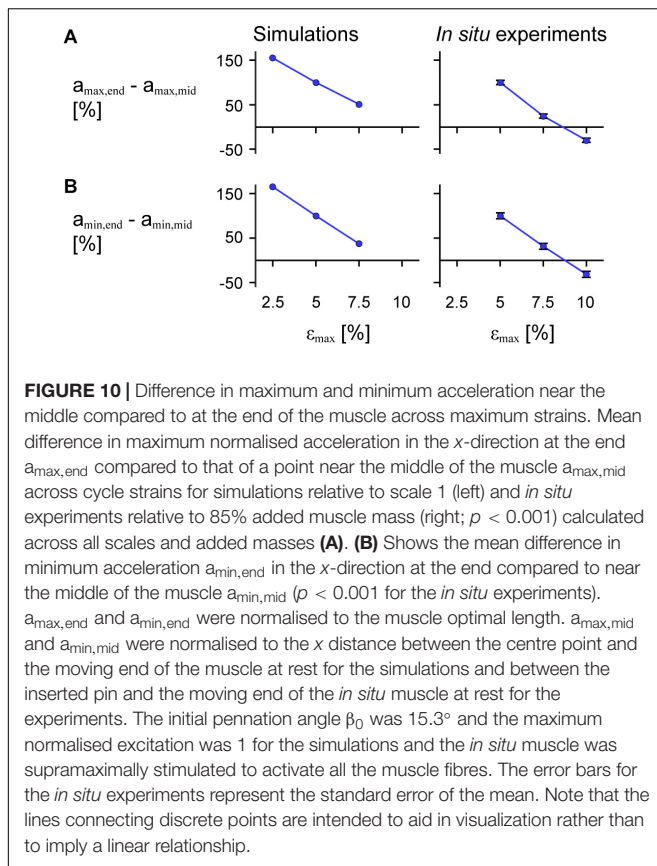 A
Simulations
In situ experiments
a_max,end - a_max,mid
[%]
150
50
-50
B
a_min,end - a_min,mid
[%]
150
50
-50
2.5 5 7.5 10
2.5 5 7.5 10
ε_max [%]
ε_max [%]
FIGURE 10 | Difference in maximum and minimum acceleration near the
middle compared to at the end of the muscle across maximum strains. Mean
difference in maximum normalised acceleration in the x-direction at the end
a_max,end compared to that of a point near the middle of the muscle a_max,mid
across cycle strains for simulations relative to scale 1 (left) and in situ
experiments relative to 85% added muscle mass (right; p < 0.001) calculated
across all scales and added masses (A). (B) Shows the mean difference in
minimum acceleration a_min,end in the x-direction at the end compared to near
the middle of the muscle a_min,mid (p < 0.001 for the in situ experiments).
a_max,end and a_min,end were normalised to the muscle optimal length. a_max,mid
and a_min,mid were normalised to the x distance between the centre point and
the moving end of the muscle at rest for the simulations and between the
inserted pin and the moving end of the in situ muscle at rest for the
experiments. The initial pennation angle β₀ was 15.3° and the maximum
normalised excitation was 1 for the simulations and the in situ muscle was
supramaximally stimulated to activate all the muscle fibres. The error bars for
the in situ experiments represent the standard error of the mean. Note that the
lines connecting discrete points are intended to aid in visualization rather than
to imply a linear relationship.